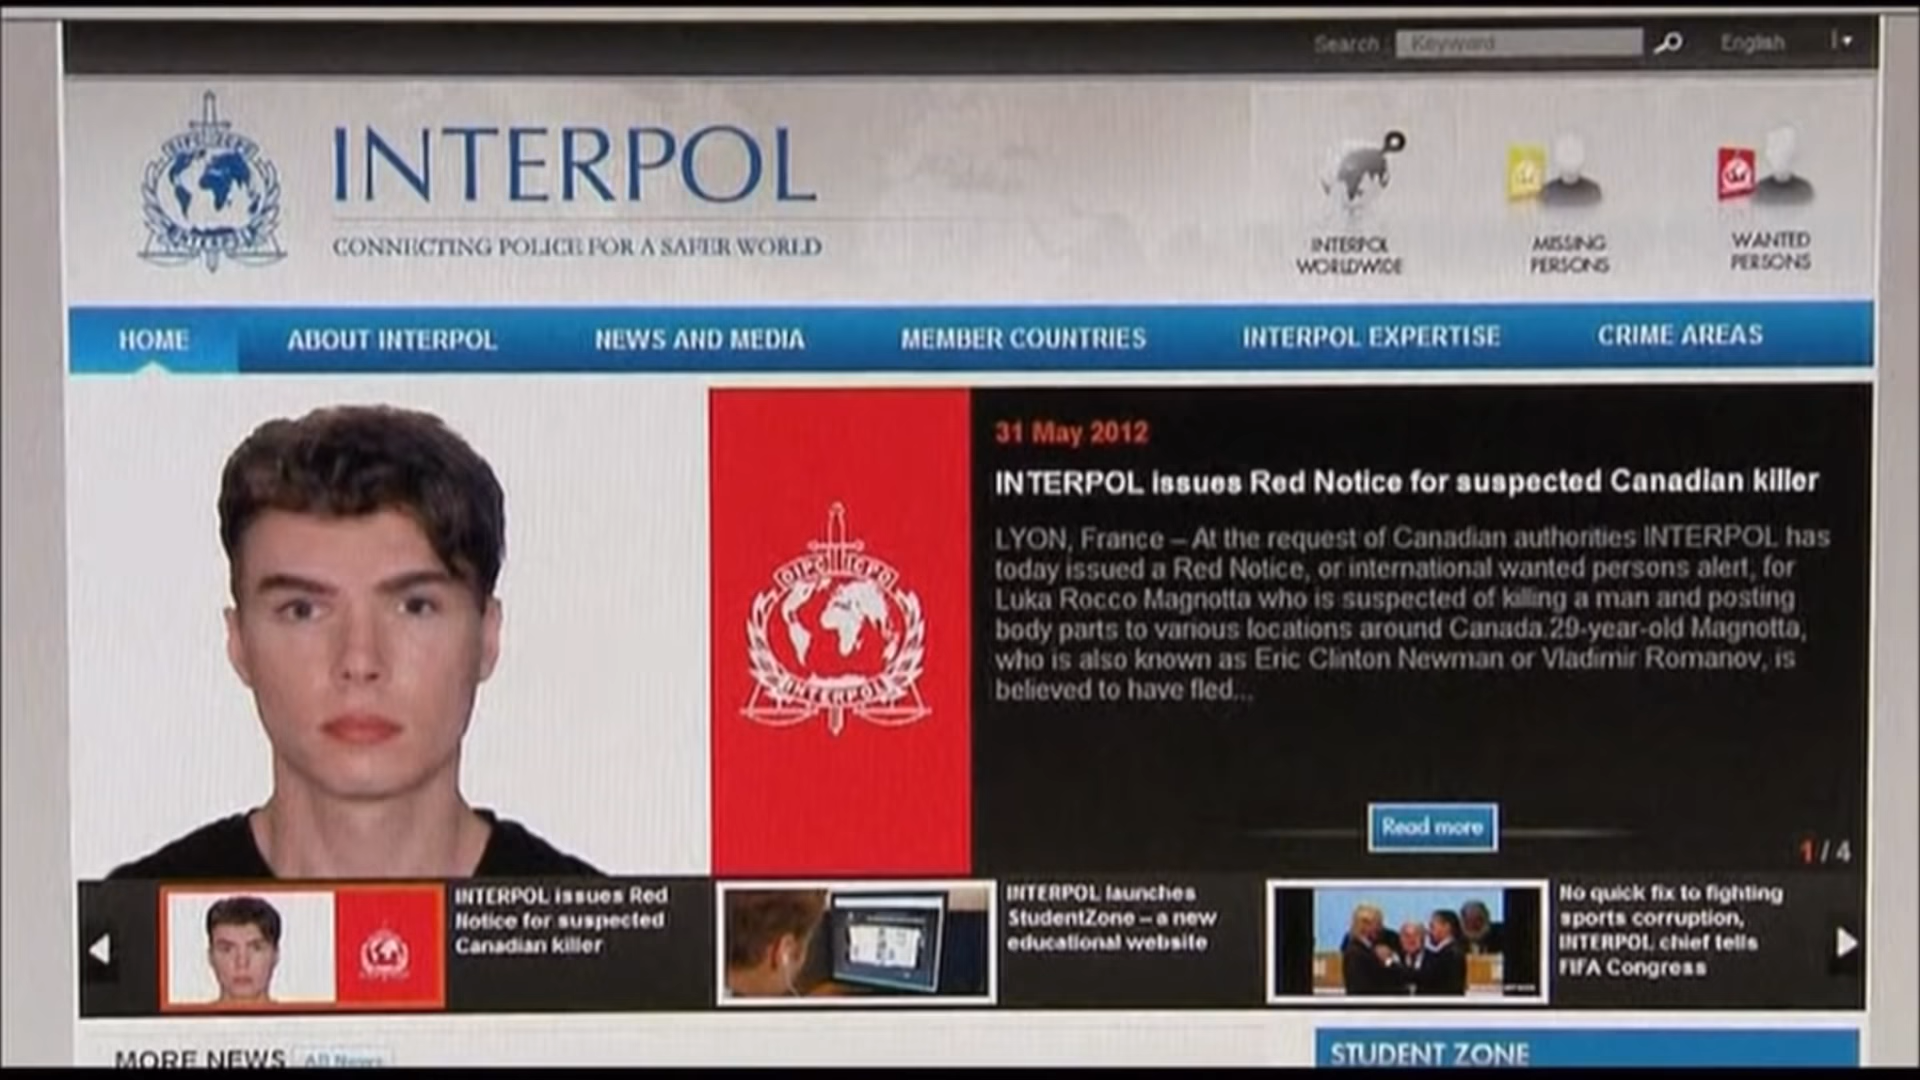 Search Keyword English
INTERPOL
CONNECTING POLICE FOR A SAFER WORLD
INTERPOL
WORLDWIDE
MISSING
PERSONS
WANTED
PERSONS
HOME ABOUT INTERPOL NEWS AND MEDIA MEMBER COUNTRIES INTERPOL EXPERTISE CRIME AREAS
OIPC ICPO
INTERPOL
31 May 2012
INTERPOL issues Red Notice for suspected Canadian killer
LYON, France – At the request of Canadian authorities INTERPOL has
today issued a Red Notice, or international wanted persons alert, for
Luka Rocco Magnotta who is suspected of killing a man and posting
body parts to various locations around Canada.29-year-old Magnotta,
who is also known as Eric Clinton Newman or Vladimir Romanov, is
believed to have fled...
Read more
1 / 4
INTERPOL issues Red
Notice for suspected
Canadian killer
INTERPOL launches
StudentZone – a new
educational website
No quick fix to fighting
sports corruption,
INTERPOL chief tells
FIFA Congress
MORE NEWS All News
STUDENT ZONE